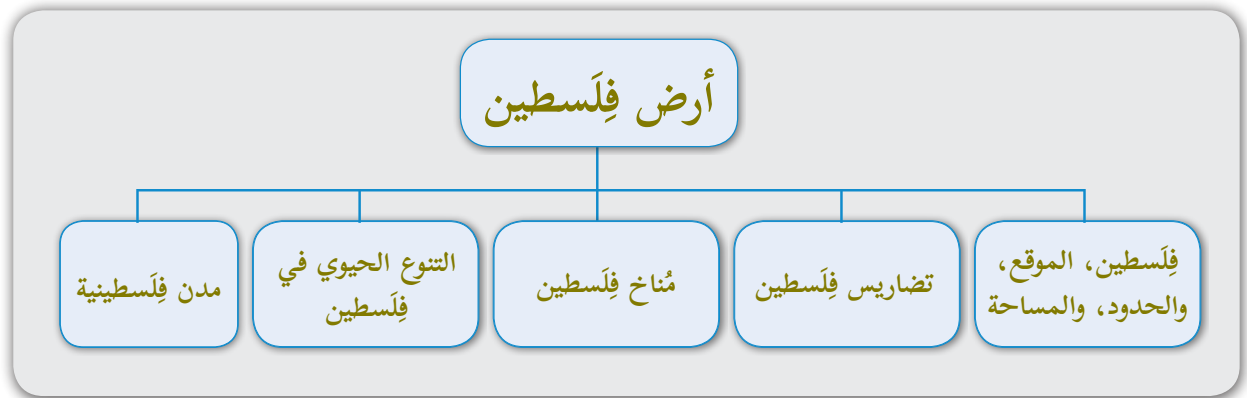 أرض فِلَسطين
فِلَسطين، الموقع،
والحدود، والمساحة
تضاريس فِلَسطين
مُناخ فِلَسطين
التنوع الحيوي في
فِلَسطين
مدن فِلَسطينية